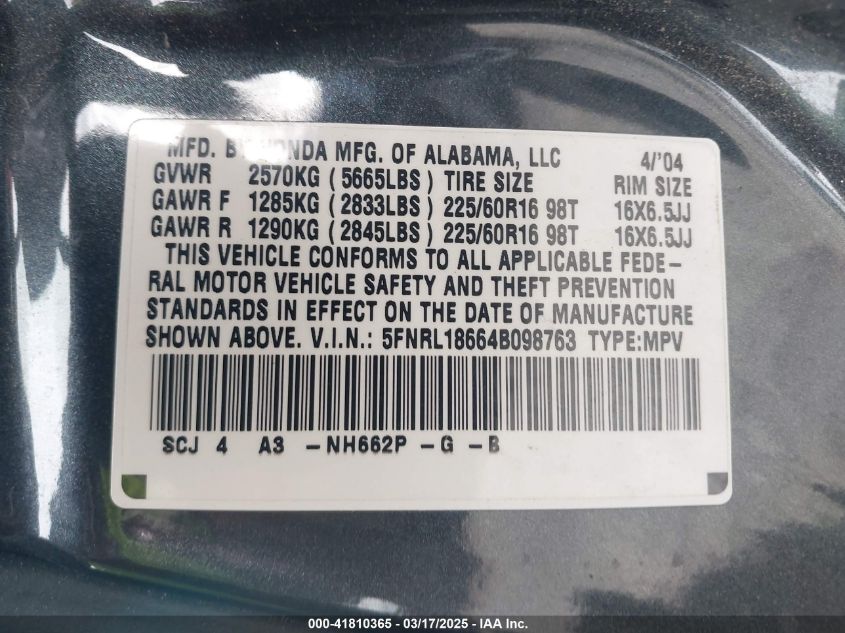 MFD. BY HONDA MFG. OF ALABAMA, LLC 4/'04
GVWR 2570KG (5665LBS) TIRE SIZE RIM SIZE
GAWR F 1285KG (2833LBS) 225/60R16 98T 16X6.5JJ
GAWR R 1290KG (2845LBS) 225/60R16 98T 16X6.5JJ
THIS VEHICLE CONFORMS TO ALL APPLICABLE FEDE-
RAL MOTOR VEHICLE SAFETY AND THEFT PREVENTION
STANDARDS IN EFFECT ON THE DATE OF MANUFACTURE
SHOWN ABOVE. V.I.N.: 5FNRL18664B098763 TYPE:MPV
SCJ 4 A3 -NH662P -G -B
000-41810365 - 03/17/2025 - IAAI INC.